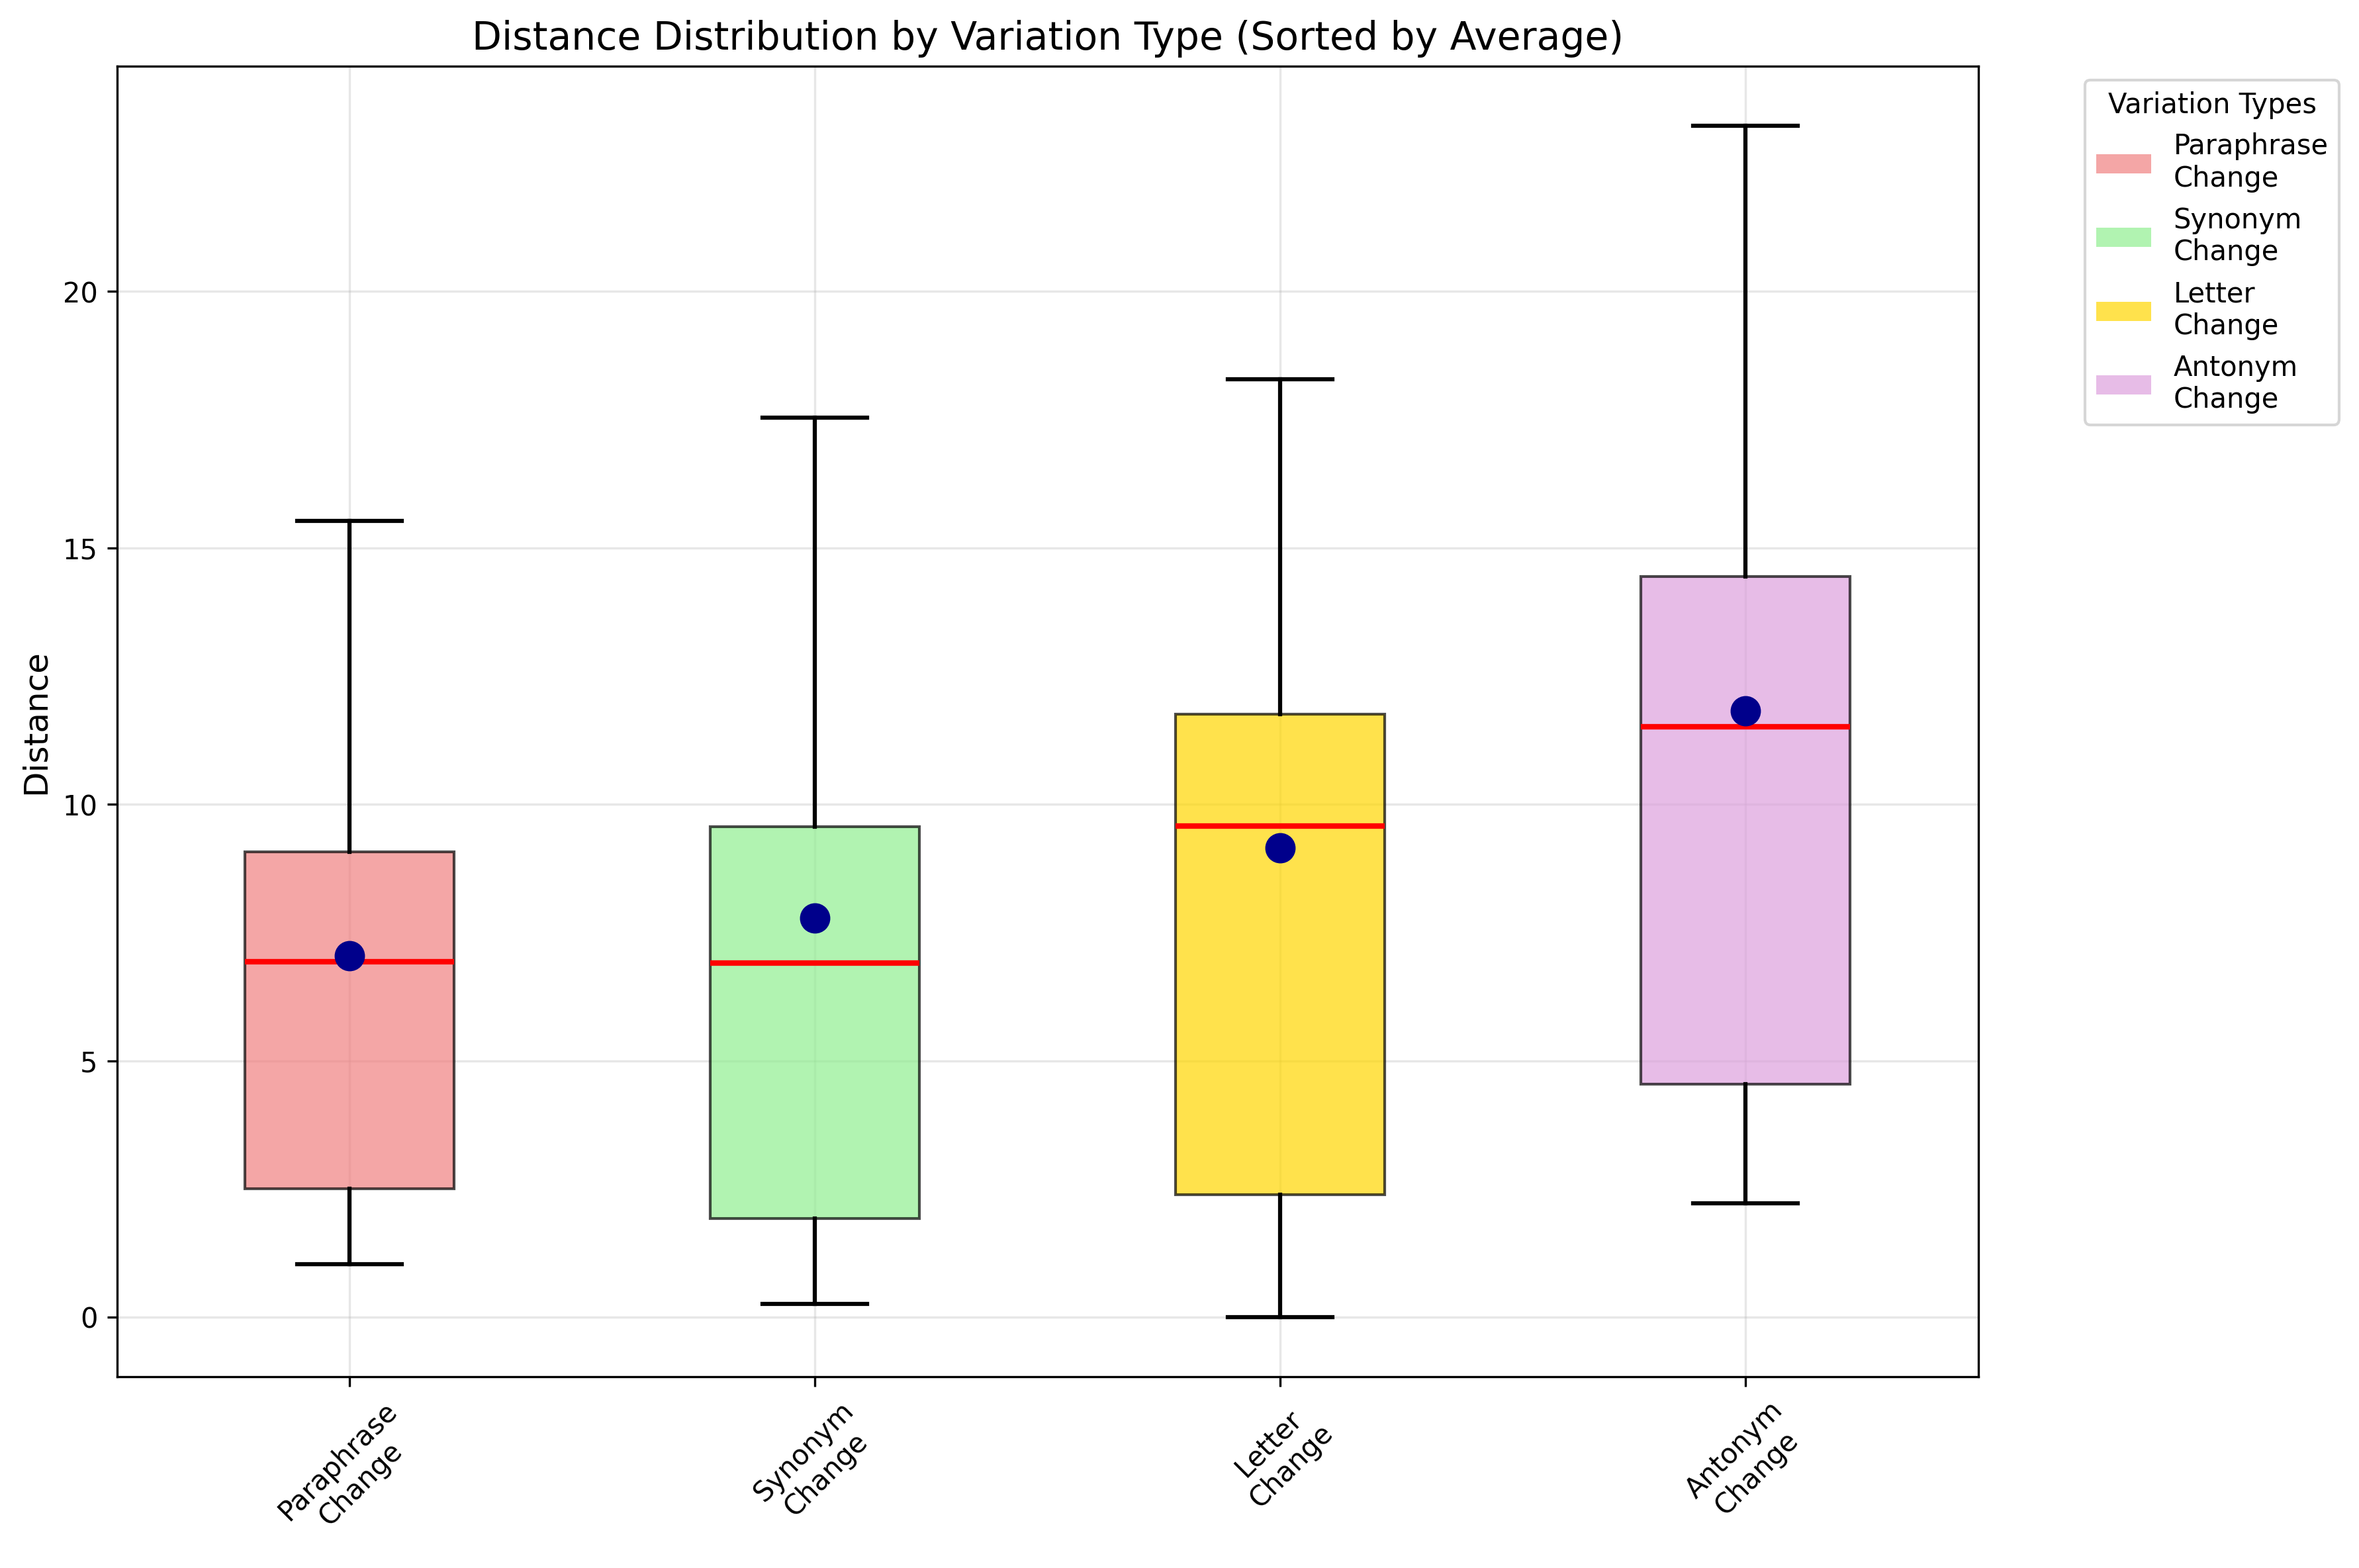 Distance Distribution by Variation Type (Sorted by Average)
Distance
20
15
10
5
0
Paraphrase
Change
Synonym
Change
Letter
Change
Antonym
Change
Variation Types
Paraphrase
Change
Synonym
Change
Letter
Change
Antonym
Change